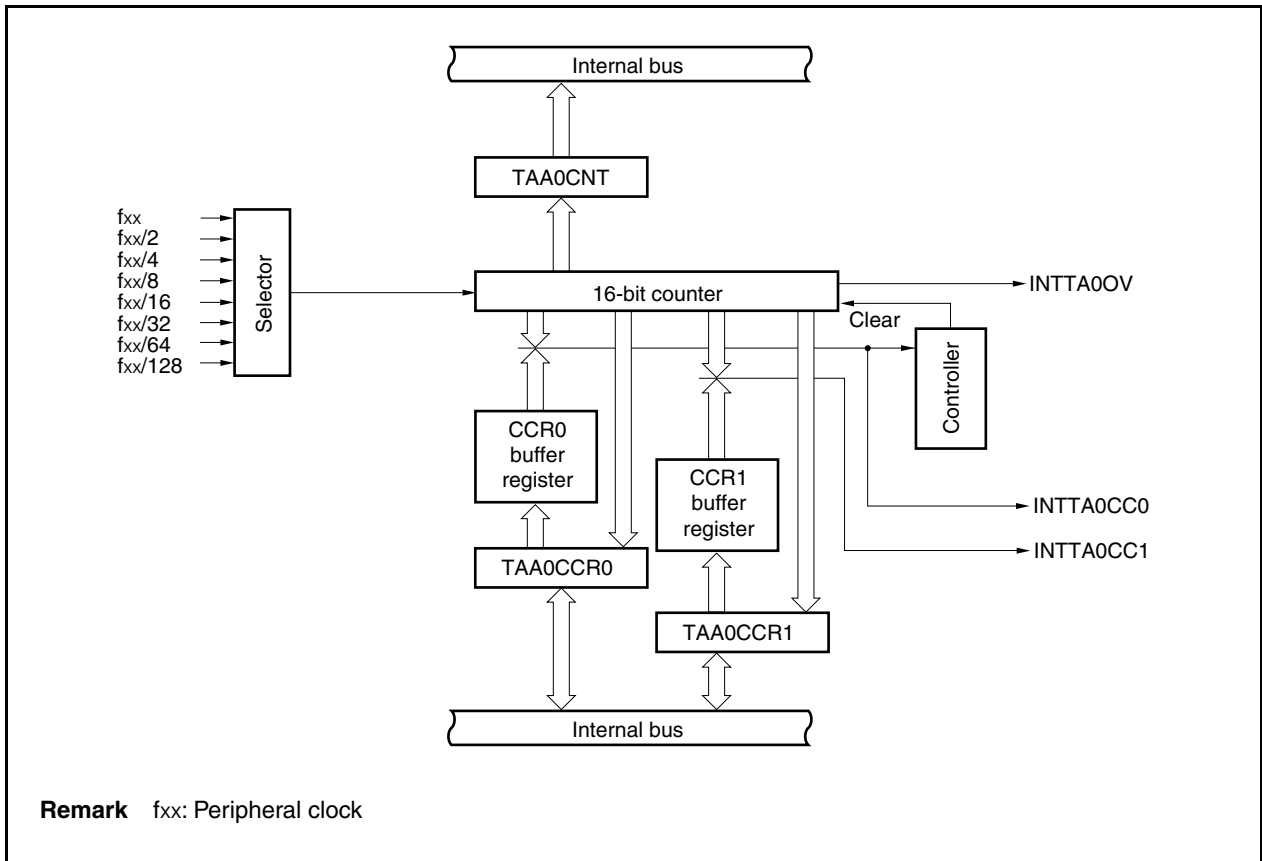 Internal bus
TAA0CNT
fxx
fxx/2
fxx/4
fxx/8
fxx/16
fxx/32
fxx/64
fxx/128
Selector
16-bit counter
INTTA0OV
Clear
Controller
CCR0
buffer
register
CCR1
buffer
register
INTTA0CC0
INTTA0CC1
TAA0CCR0
TAA0CCR1
Internal bus
Remark fxx: Peripheral clock